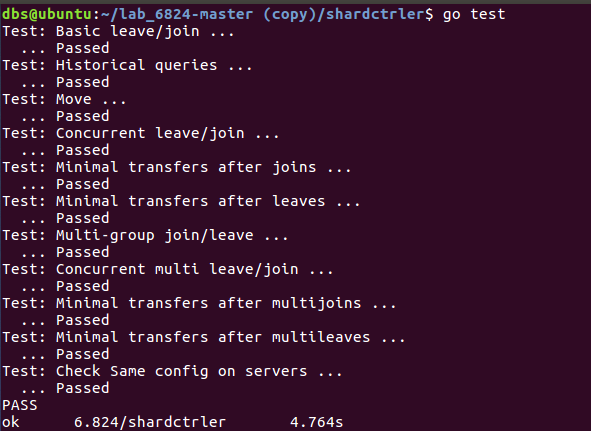 dbs@ubuntu:~/lab_6824-master (copy)/shardctrler$ go test
Test: Basic leave/join ...
  ... Passed
Test: Historical queries ...
  ... Passed
Test: Move ...
  ... Passed
Test: Concurrent leave/join ...
  ... Passed
Test: Minimal transfers after joins ...
  ... Passed
Test: Minimal transfers after leaves ...
  ... Passed
Test: Multi-group join/leave ...
  ... Passed
Test: Concurrent multi leave/join ...
  ... Passed
Test: Minimal transfers after multijoins ...
  ... Passed
Test: Minimal transfers after multileaves ...
  ... Passed
Test: Check Same config on servers ...
  ... Passed
PASS
ok      6.824/shardctrler       4.764s